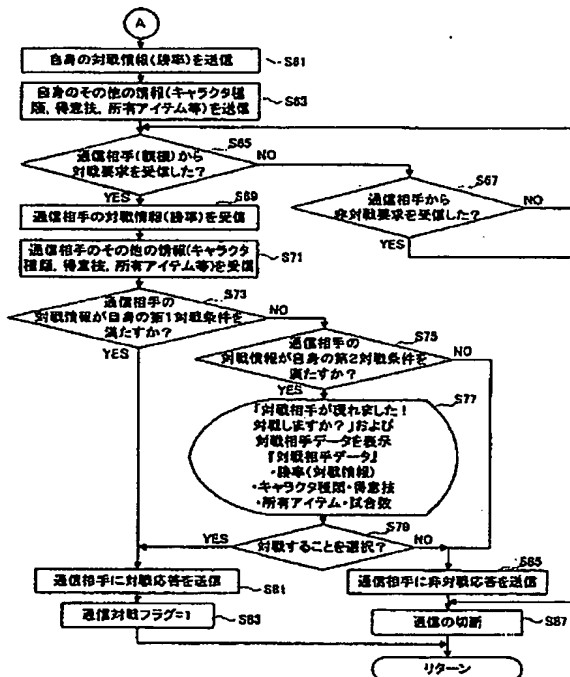 A
自身の対戦情報(勝率)を送信
S61
自身のその他の情報(キャラクタ種
類、得意技、所有アイテム等)を送信
S63
S65
通信相手(親機)から
対戦要求を受信した?
NO
YES
S67
通信相手から
非対戦要求を受信した?
NO
YES
S69
通信相手の対戦情報(勝率)を受信
通信相手のその他の情報(キャラクタ
種類、得意技、所有アイテム等)を受信
S71
S73
通信相手の
対戦情報が自身の第1対戦条件を
満たすか?
NO
YES
S75
通信相手の
対戦情報が自身の第2対戦条件を
満たすか?
NO
YES
S77
「対戦相手が現れました!
対戦しますか?」および
対戦相手データを表示
『対戦相手データ』
・勝率(対戦情報)
・キャラクタ種類・得意技
・所有アイテム・試合数
S79
対戦することを選択?
YES
NO
通信相手に対戦応答を送信
S81
通信対戦フラグ=1
S83
S85
通信相手に非対戦応答を送信
通信の切断
S87
リターン